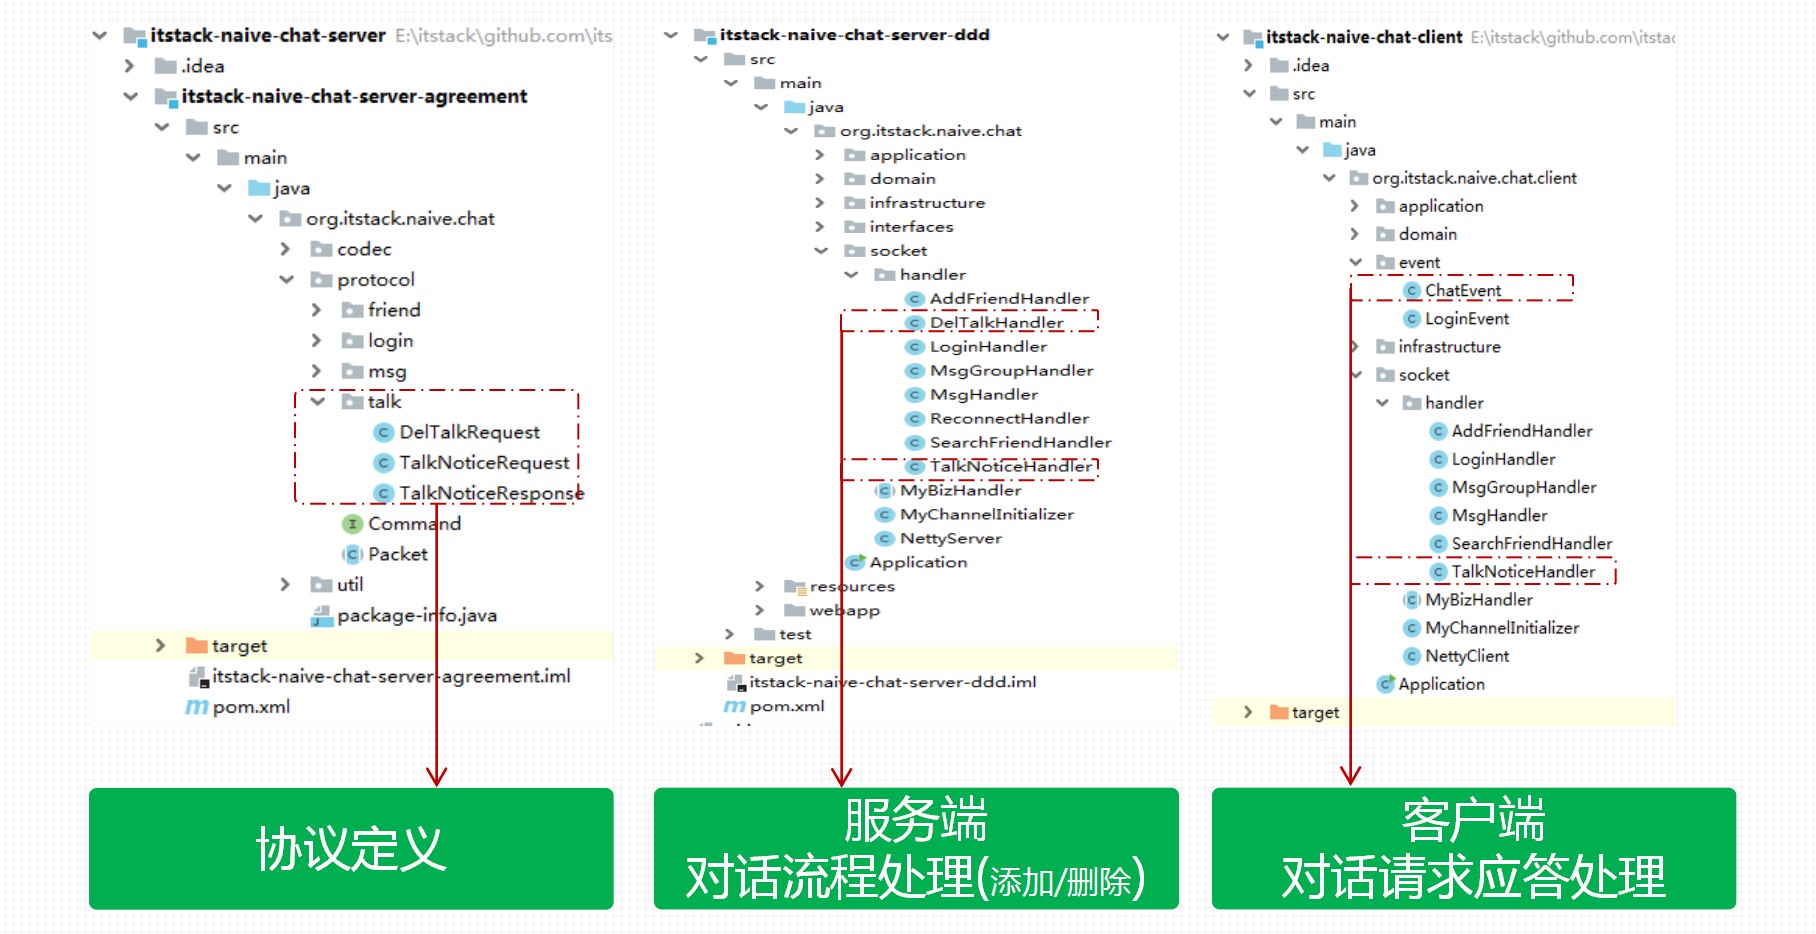 itstack-naive-chat-server E:\itstack\github.com\its
.idea
itstack-naive-chat-server-agreement
src
main
java
org.itstack.naive.chat
codec
protocol
friend
login
msg
talk
DelTalkRequest
TalkNoticeRequest
TalkNoticeResponse
Command
Packet
util
package-info.java
target
itstack-naive-chat-server-agreement.iml
pom.xml
协议定义
itstack-naive-chat-server-ddd
src
main
java
org.itstack.naive.chat
application
domain
infrastructure
interfaces
socket
handler
AddFriendHandler
DelTalkHandler
LoginHandler
MsgGroupHandler
MsgHandler
ReconnectHandler
SearchFriendHandler
TalkNoticeHandler
MyBizHandler
MyChannelInitializer
NettyServer
Application
resources
webapp
test
target
itstack-naive-chat-server-ddd.iml
pom.xml
服务端
对话流程处理(添加/删除)
itstack-naive-chat-client E:\itstack\github.com\itstac
.idea
src
main
java
org.itstack.naive.chat.client
application
domain
event
ChatEvent
LoginEvent
infrastructure
socket
handler
AddFriendHandler
LoginHandler
MsgGroupHandler
MsgHandler
SearchFriendHandler
TalkNoticeHandler
MyBizHandler
MyChannelInitializer
NettyClient
Application
target
客户端
对话请求应答处理